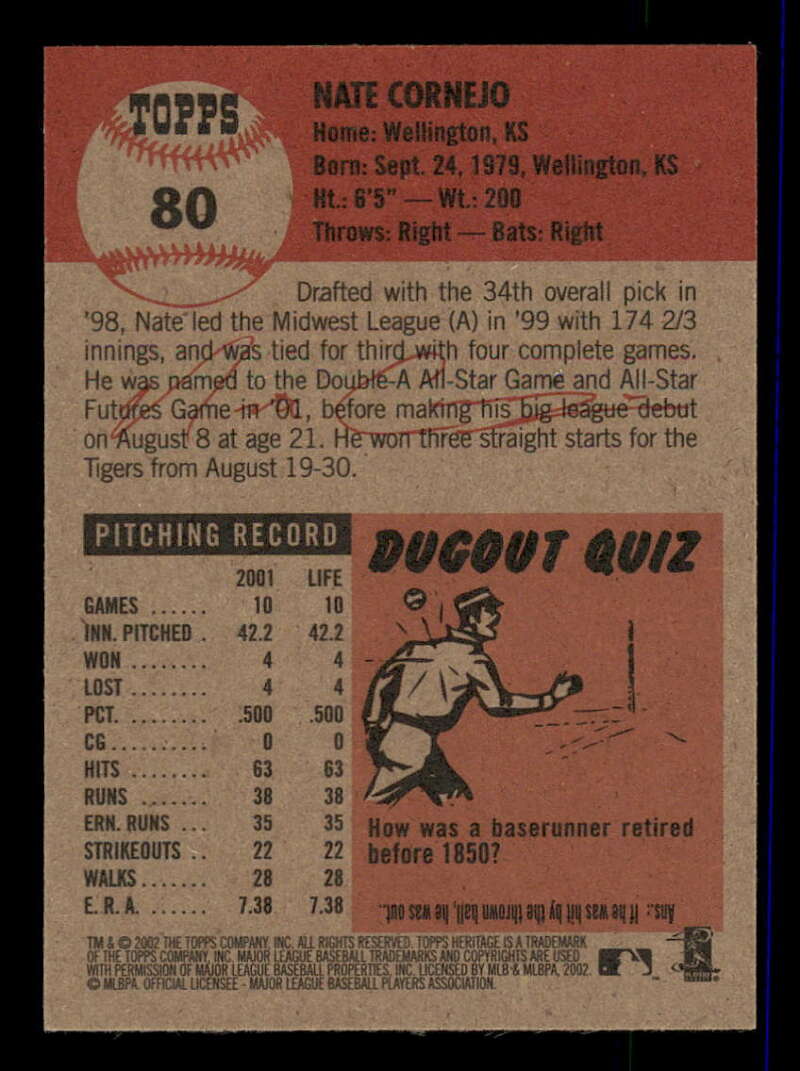 TOPPS
80
NATE CORNEJO
Home: Wellington, KS
Born: Sept. 24, 1979, Wellington, KS
Ht.: 6'5" — Wt.: 200
Throws: Right — Bats: Right
Drafted with the 34th overall pick in
'98, Nate led the Midwest League (A) in '99 with 174 2/3
innings, and was tied for third with four complete games.
He was named to the Double-A All-Star Game and All-Star
Futures Game in '01, before making his big league debut
on August 8 at age 21. He won three straight starts for the
Tigers from August 19-30.
PITCHING RECORD
2001 LIFE
GAMES ...... 10 10
INN. PITCHED . 42.2 42.2
WON ........ 4 4
LOST ........ 4 4
PCT. ........ .500 .500
CG .......... 0 0
HITS ........ 63 63
RUNS ....... 38 38
ERN. RUNS ... 35 35
STRIKEOUTS .. 22 22
WALKS ....... 28 28
E. R. A. ...... 7.38 7.38
DUGOUT QUIZ
How was a baserunner retired
before 1850?
Ans.: If he was hit by the thrown ball, he was out.
TM & © 2002 THE TOPPS COMPANY, INC. ALL RIGHTS RESERVED. TOPPS HERITAGE IS A TRADEMARK
OF THE TOPPS COMPANY, INC. MAJOR LEAGUE BASEBALL TRADEMARKS AND COPYRIGHTS ARE USED
WITH PERMISSION OF MAJOR LEAGUE BASEBALL PROPERTIES, INC. LICENSED BY MLB & MLBPA, 2002.
© MLBPA. OFFICIAL LICENSEE - MAJOR LEAGUE BASEBALL PLAYERS ASSOCIATION.